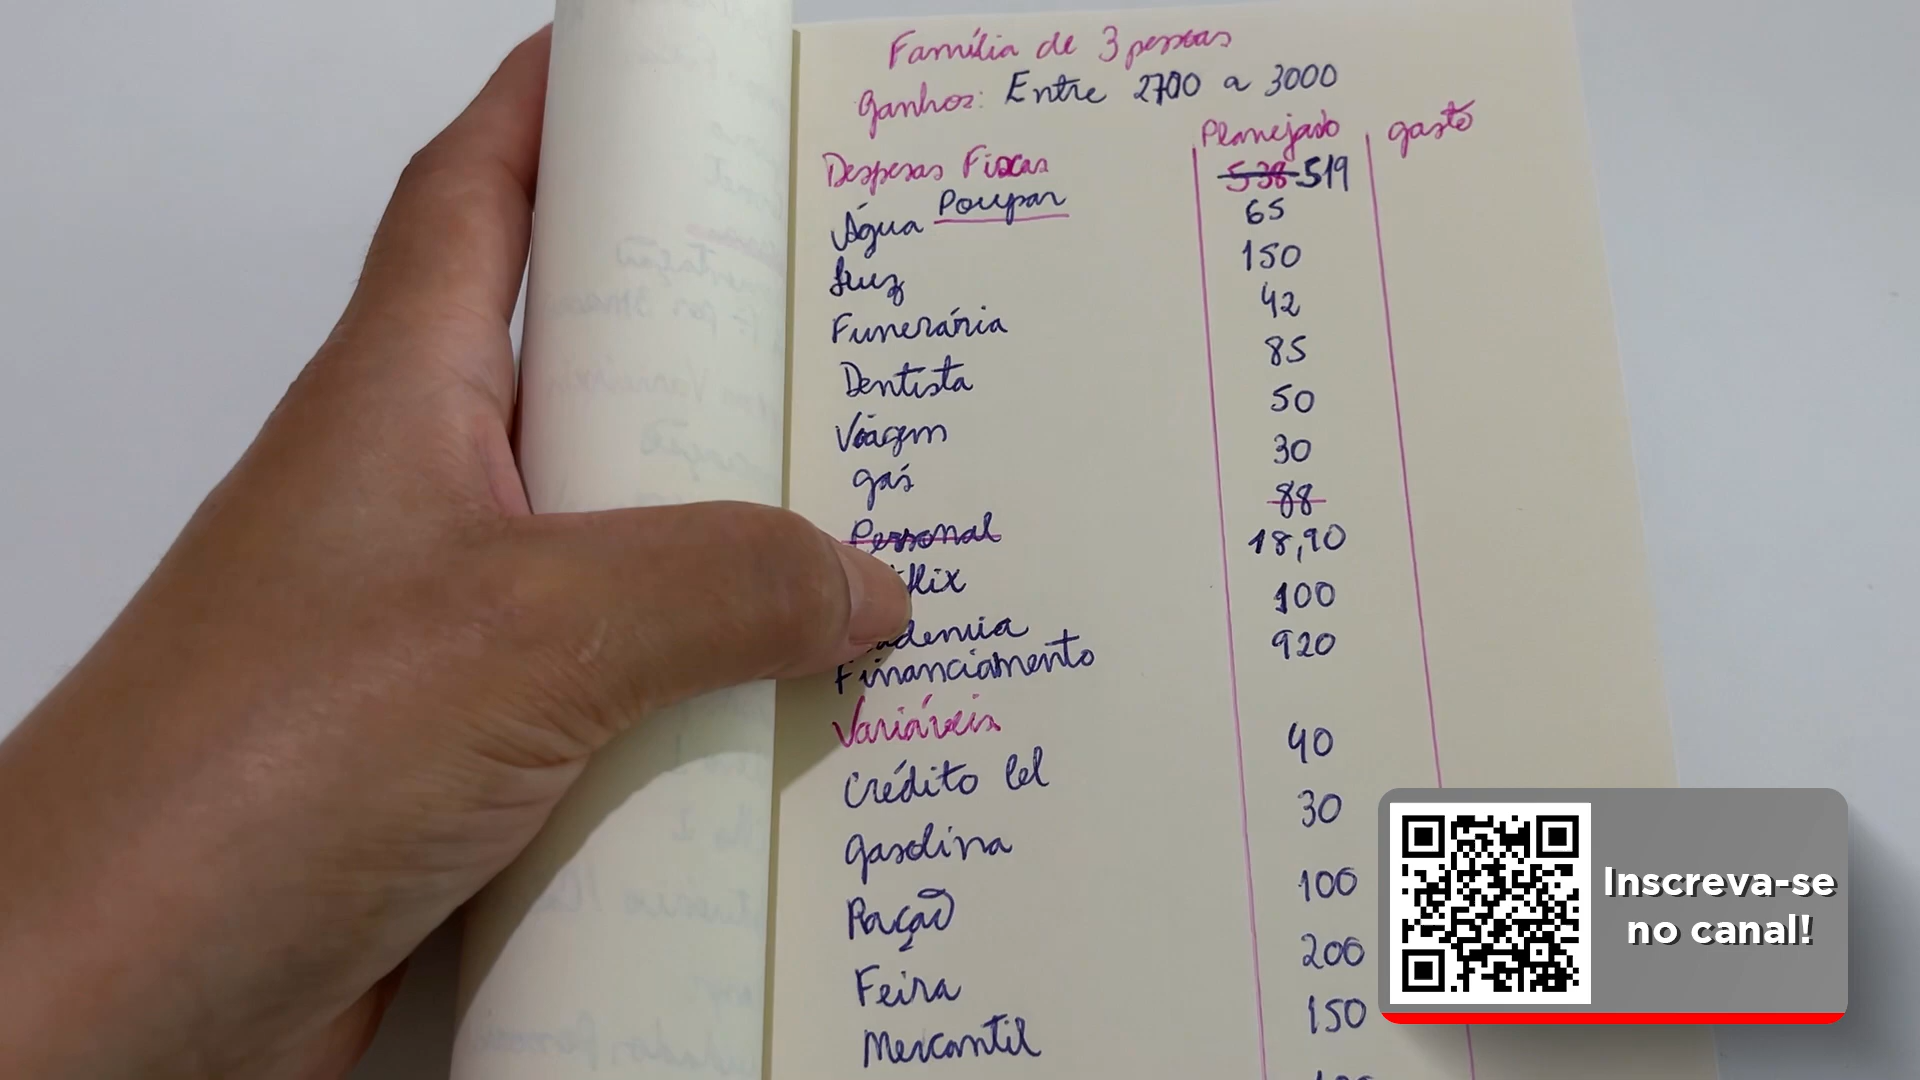 Família de 3 pessoas
Ganhos: Entre 2700 a 3000
Planejado gasto
Despesas Fixas
Poupar 538 519
Água 65
Luz 150
Funerária 42
Dentista 85
Viagem 50
gás 30
Personal 88
flix 18,90
ademia 100
Financiamento 920
Variáveis
Crédito Cel 40
gasolina 30
Ração 100
Feira 200
Mercantil 150
Inscreva-se
no canal!